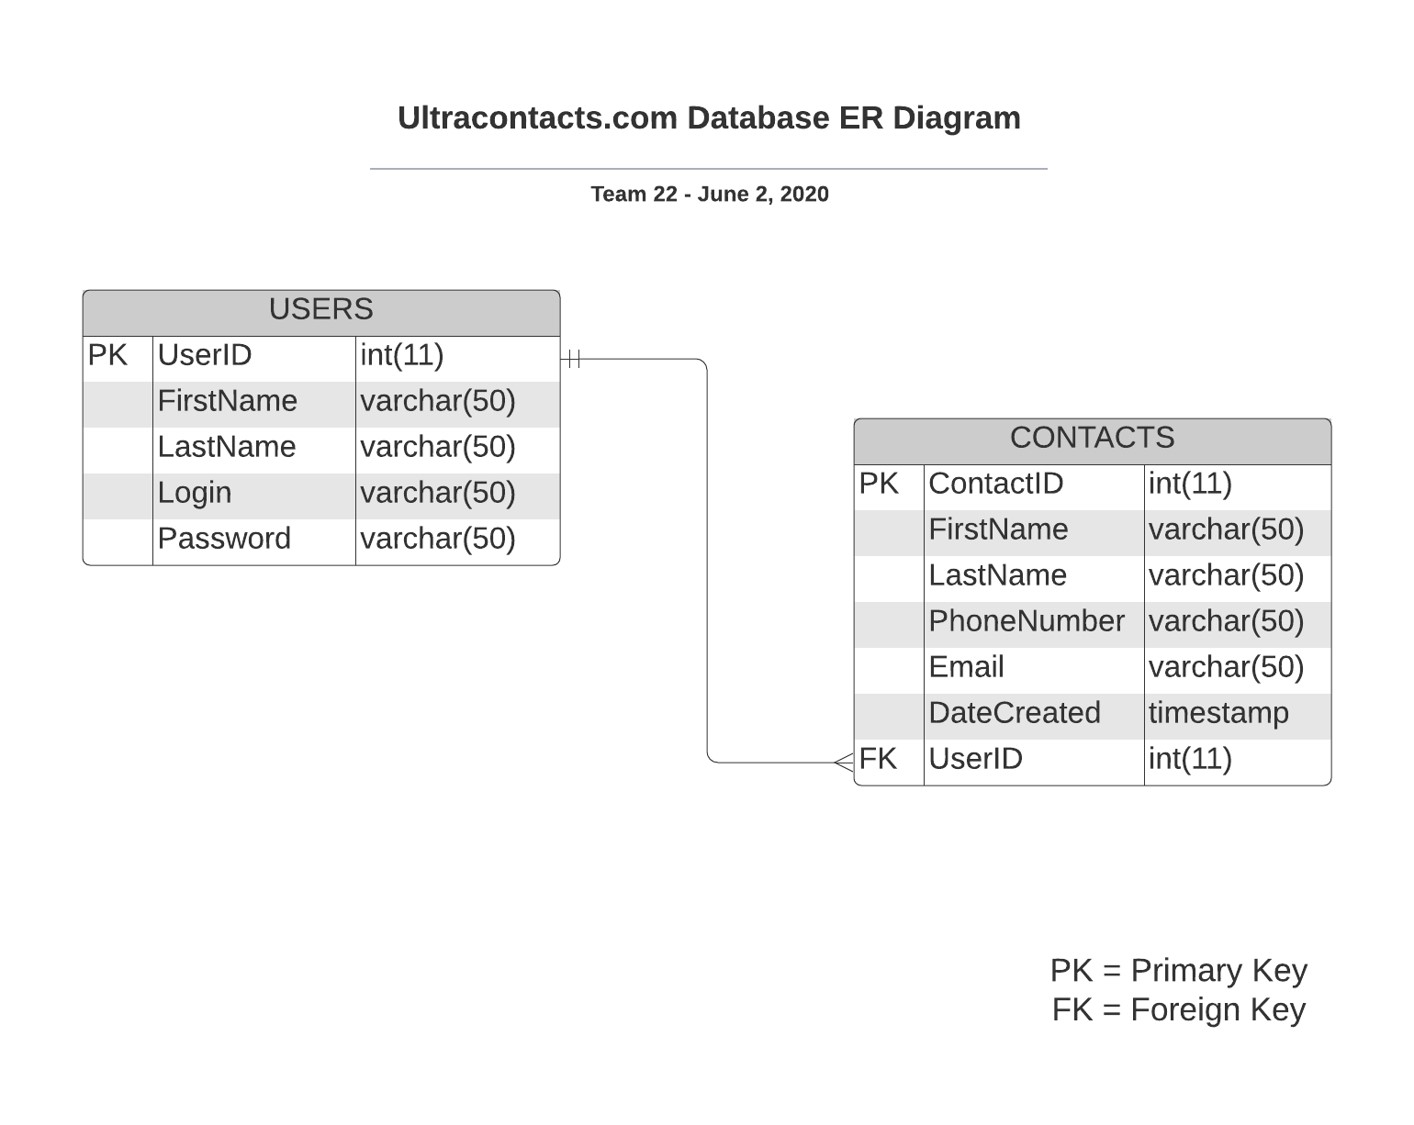 Ultracontacts.com Database ER Diagram
Team 22 - June 2, 2020
USERS
PK UserID int(11)
FirstName varchar(50)
LastName varchar(50)
Login varchar(50)
Password varchar(50)
CONTACTS
PK ContactID int(11)
FirstName varchar(50)
LastName varchar(50)
PhoneNumber varchar(50)
Email varchar(50)
DateCreated timestamp
FK UserID int(11)
PK = Primary Key
FK = Foreign Key